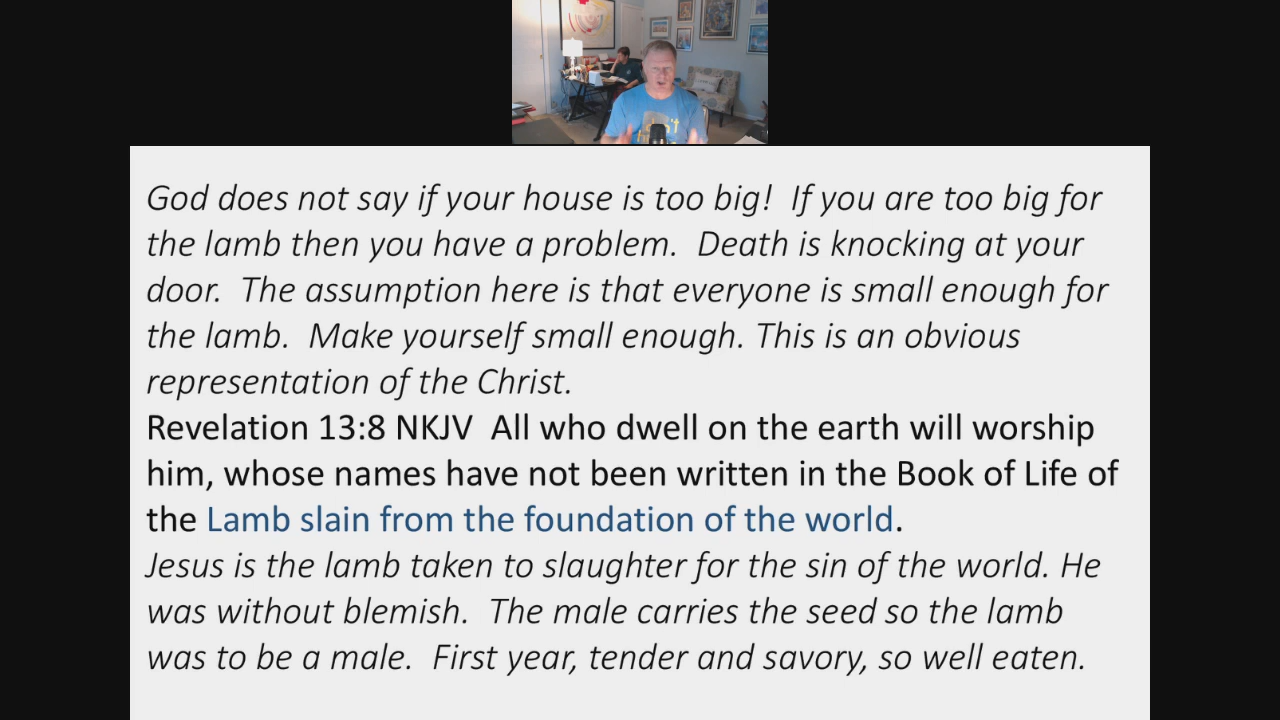 God does not say if your house is too big!  If you are too big for
the lamb then you have a problem.  Death is knocking at your
door.  The assumption here is that everyone is small enough for
the lamb.  Make yourself small enough. This is an obvious
representation of the Christ.
Revelation 13:8 NKJV  All who dwell on the earth will worship
him, whose names have not been written in the Book of Life of
the Lamb slain from the foundation of the world.
Jesus is the lamb taken to slaughter for the sin of the world. He
was without blemish.  The male carries the seed so the lamb
was to be a male.  First year, tender and savory, so well eaten.